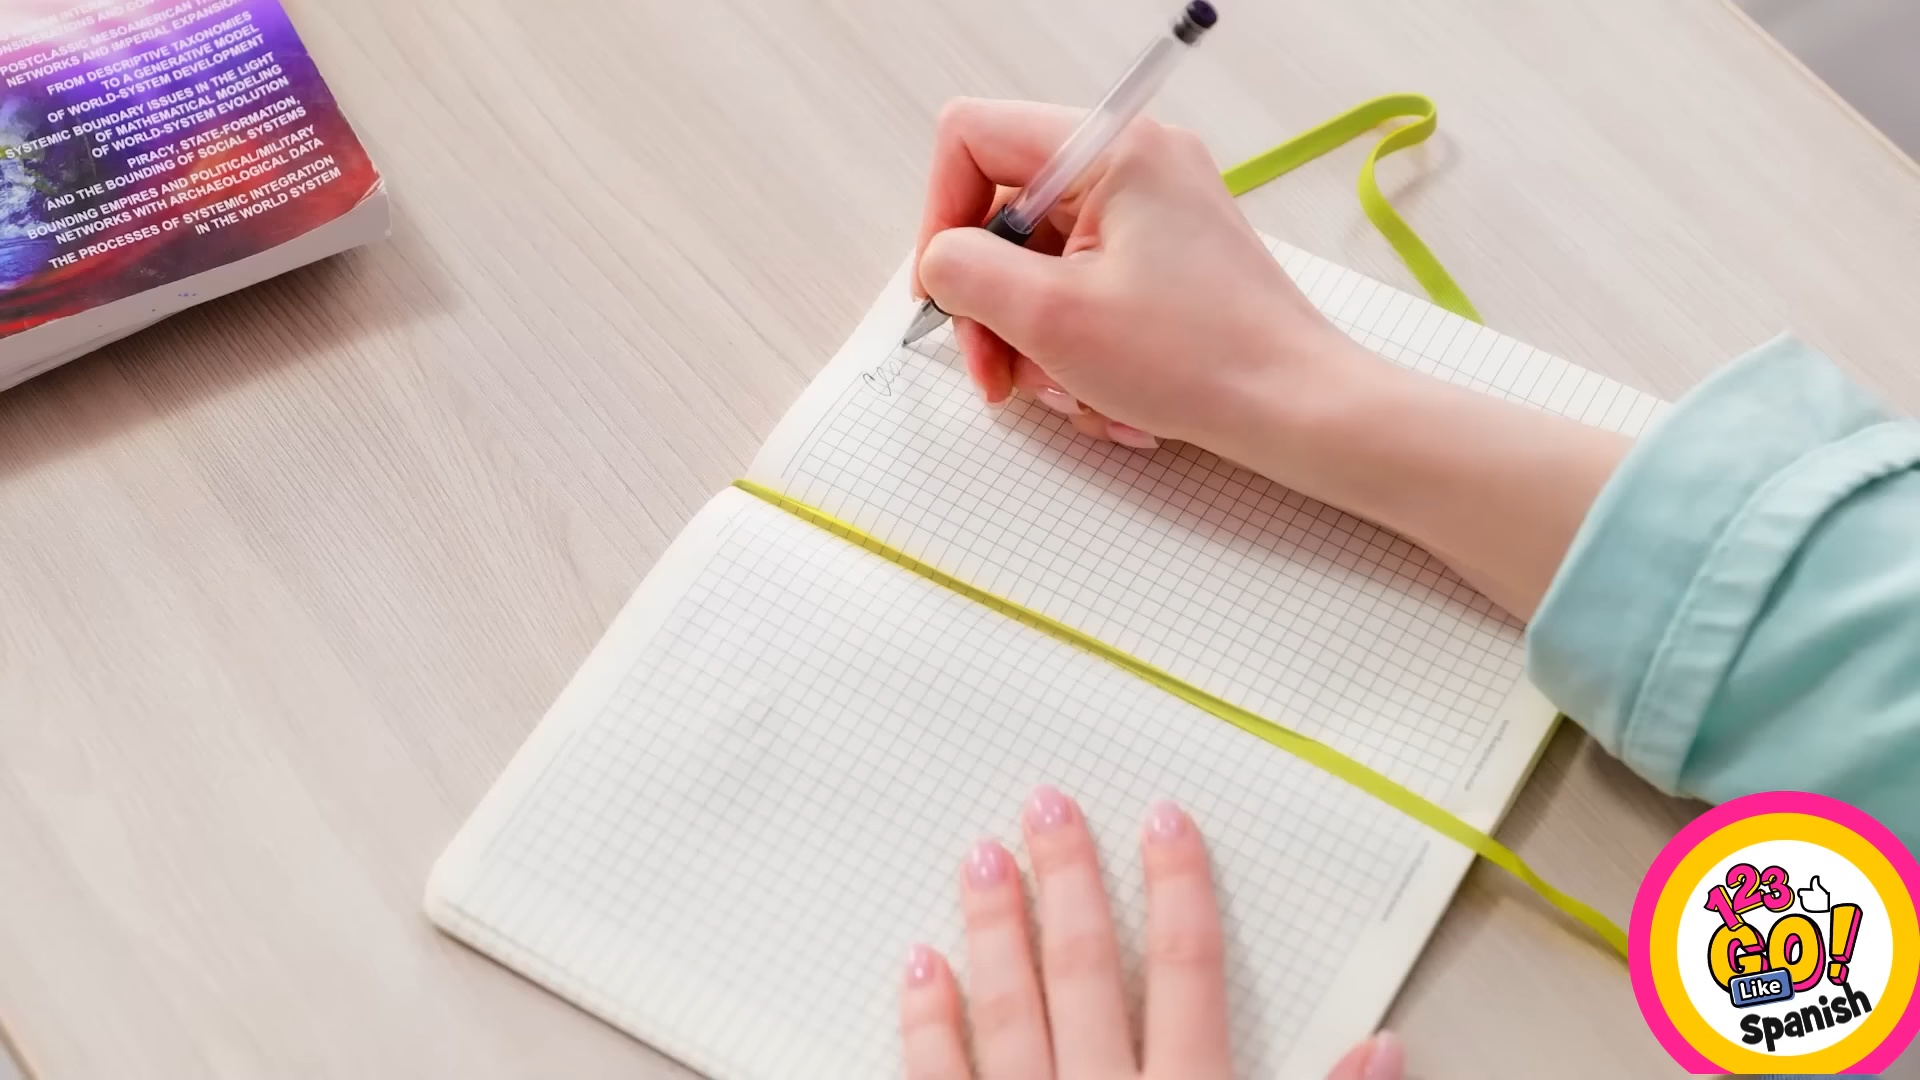 POSTCLASSIC MESOAMERICAN
NETWORKS AND IMPERIAL EXPANSION
FROM DESCRIPTIVE TAXONOMIES
TO A GENERATIVE MODEL
OF WORLD-SYSTEM DEVELOPMENT
SYSTEMIC BOUNDARY ISSUES IN THE LIGHT
OF MATHEMATICAL MODELING
OF WORLD-SYSTEM EVOLUTION
PIRACY, STATE-FORMATION,
AND THE BOUNDING OF SOCIAL SYSTEMS
BOUNDING EMPIRES AND POLITICAL/MILITARY
NETWORKS WITH ARCHAEOLOGICAL DATA
THE PROCESSES OF SYSTEMIC INTEGRATION
IN THE WORLD SYSTEM
123
GO!
Like
Spanish